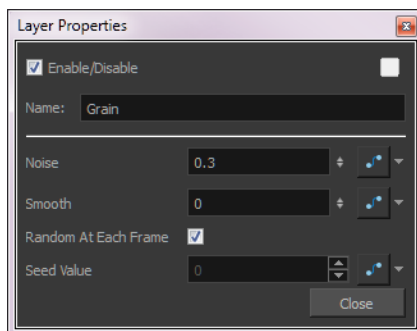 Layer Properties
Enable/Disable
Name: Grain
Noise 0.3
Smooth 0
Random At Each Frame
Seed Value 0
Close